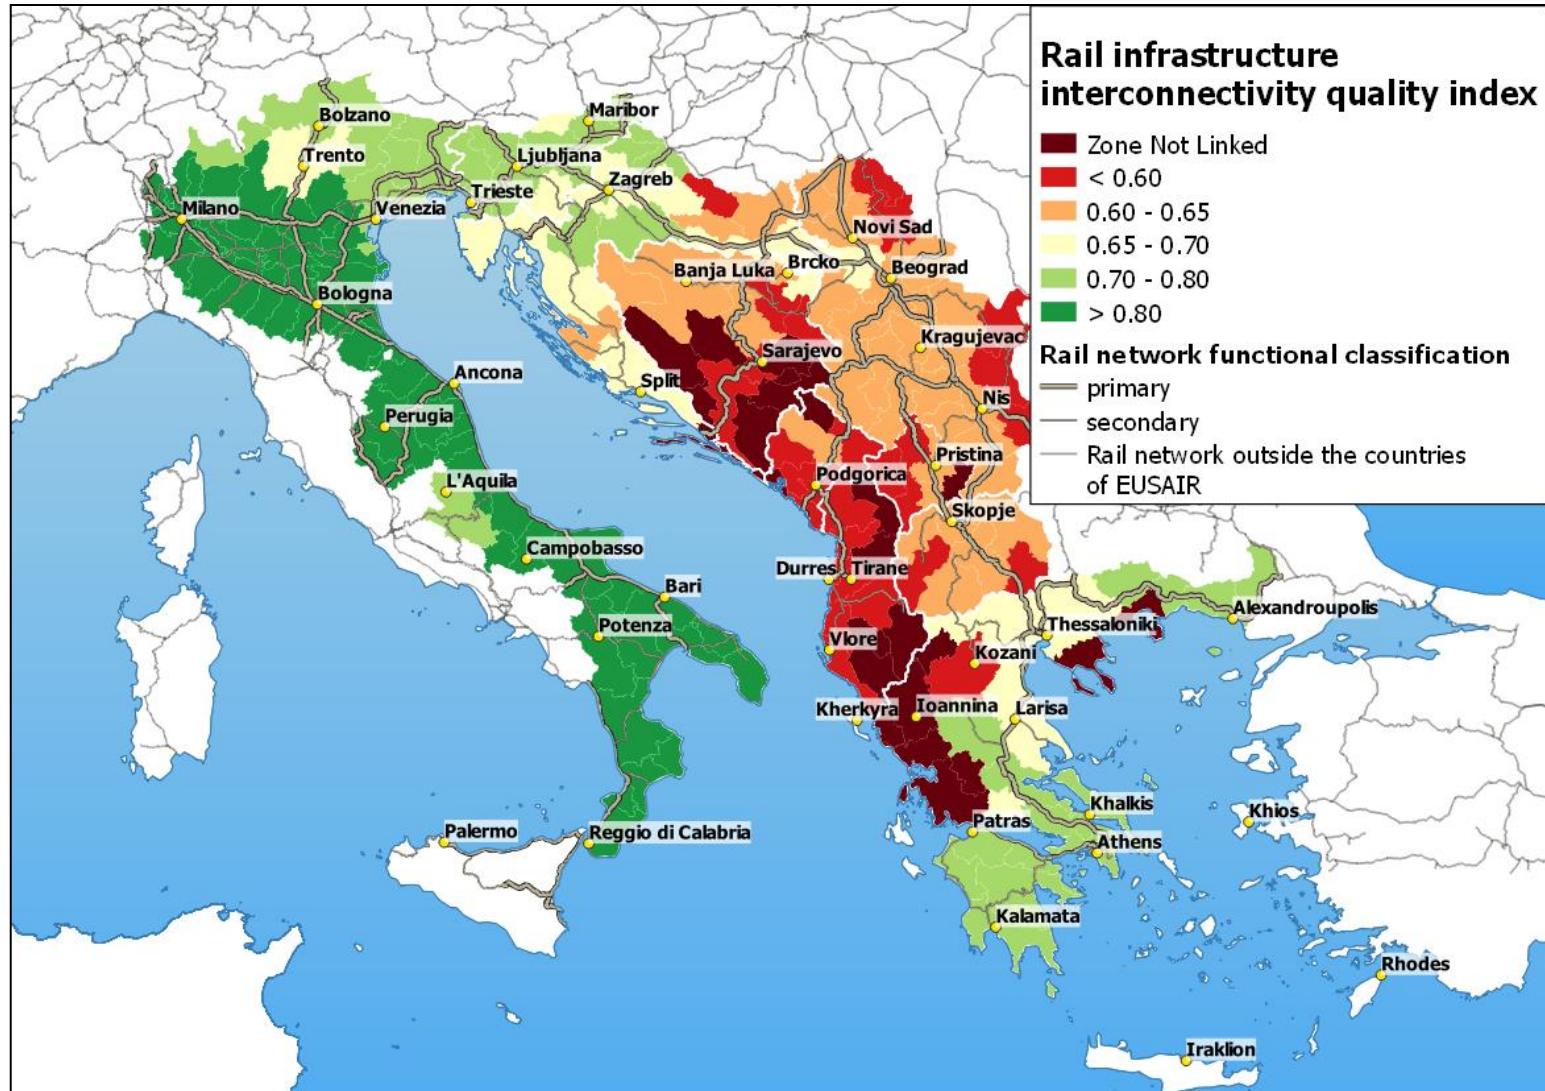 Rail infrastructure
interconnectivity quality index
Zone Not Linked
< 0.60
0.60 - 0.65
0.65 - 0.70
0.70 - 0.80
> 0.80
Rail network functional classification
primary
secondary
Rail network outside the countries
of EUSAIR
Maribor
Bolzano
Trento
Ljubljana
Zagreb
Trieste
Milano
Venezia
Novi Sad
Banja Luka
Brcko
Beograd
Bologna
Kragujevac
Sarajevo
Ancona
Split
Nis
Perugia
Pristina
Podgorica
L'Aquila
Skopje
Campobasso
Durres
Tirane
Bari
Alexandroupolis
Potenza
Thessaloniki
Vlore
Kozani
Kherkyra
Ioannina
Larisa
Khalkis
Khios
Patras
Palermo
Reggio di Calabria
Athens
Kalamata
Rhodes
Iraklion